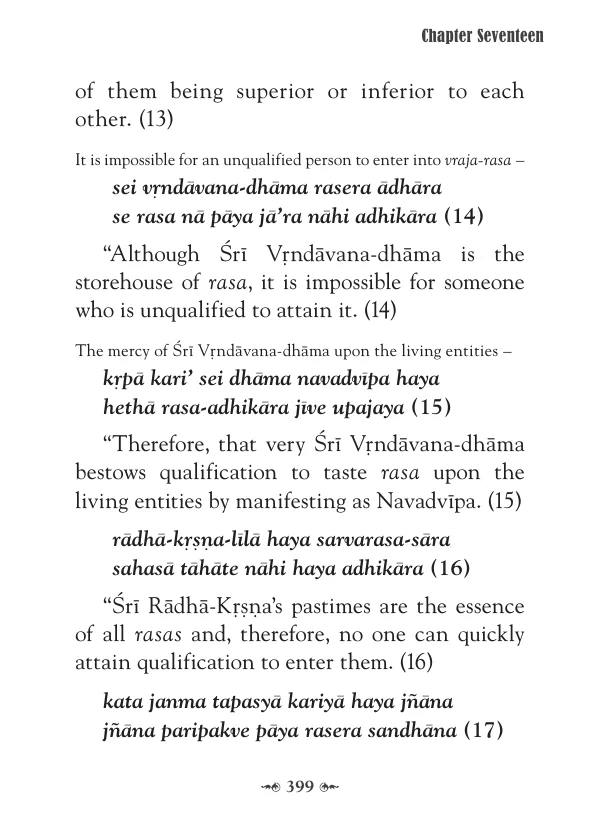 Chapter Seventeen
of them being superior or inferior to each
other. (13)
It is impossible for an unqualified person to enter into vraja-rasa –
sei vṛndāvana-dhāma rasera ādhāra
se rasa nā pāya jā’ra nāhi adhikāra (14)
“Although Śrī Vṛndāvana-dhāma is the
storehouse of rasa, it is impossible for someone
who is unqualified to attain it. (14)
The mercy of Śrī Vṛndāvana-dhāma upon the living entities –
kṛpā kari’ sei dhāma navadvīpa haya
hethā rasa-adhikāra jīve upajaya (15)
“Therefore, that very Śrī Vṛndāvana-dhāma
bestows qualification to taste rasa upon the
living entities by manifesting as Navadvīpa. (15)
rādhā-kṛṣṇa-līlā haya sarvarasa-sāra
sahasā tāhāte nāhi haya adhikāra (16)
“Śrī Rādhā-Kṛṣṇa’s pastimes are the essence
of all rasas and, therefore, no one can quickly
attain qualification to enter them. (16)
kata janma tapasyā kariyā haya jñāna
jñāna paripakve pāya rasera sandhāna (17)
399